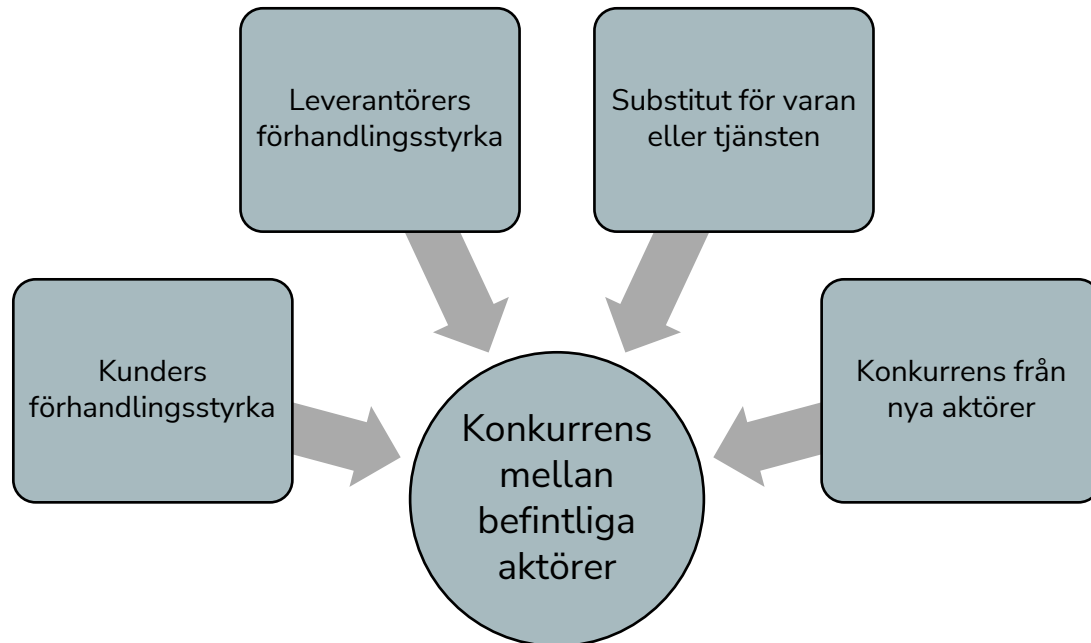 Leverantörers
förhandlingsstyrka
Substitut för varan
eller tjänsten
Kunders
förhandlingsstyrka
Konkurrens från
nya aktörer
Konkurrens
mellan
befintliga
aktörer